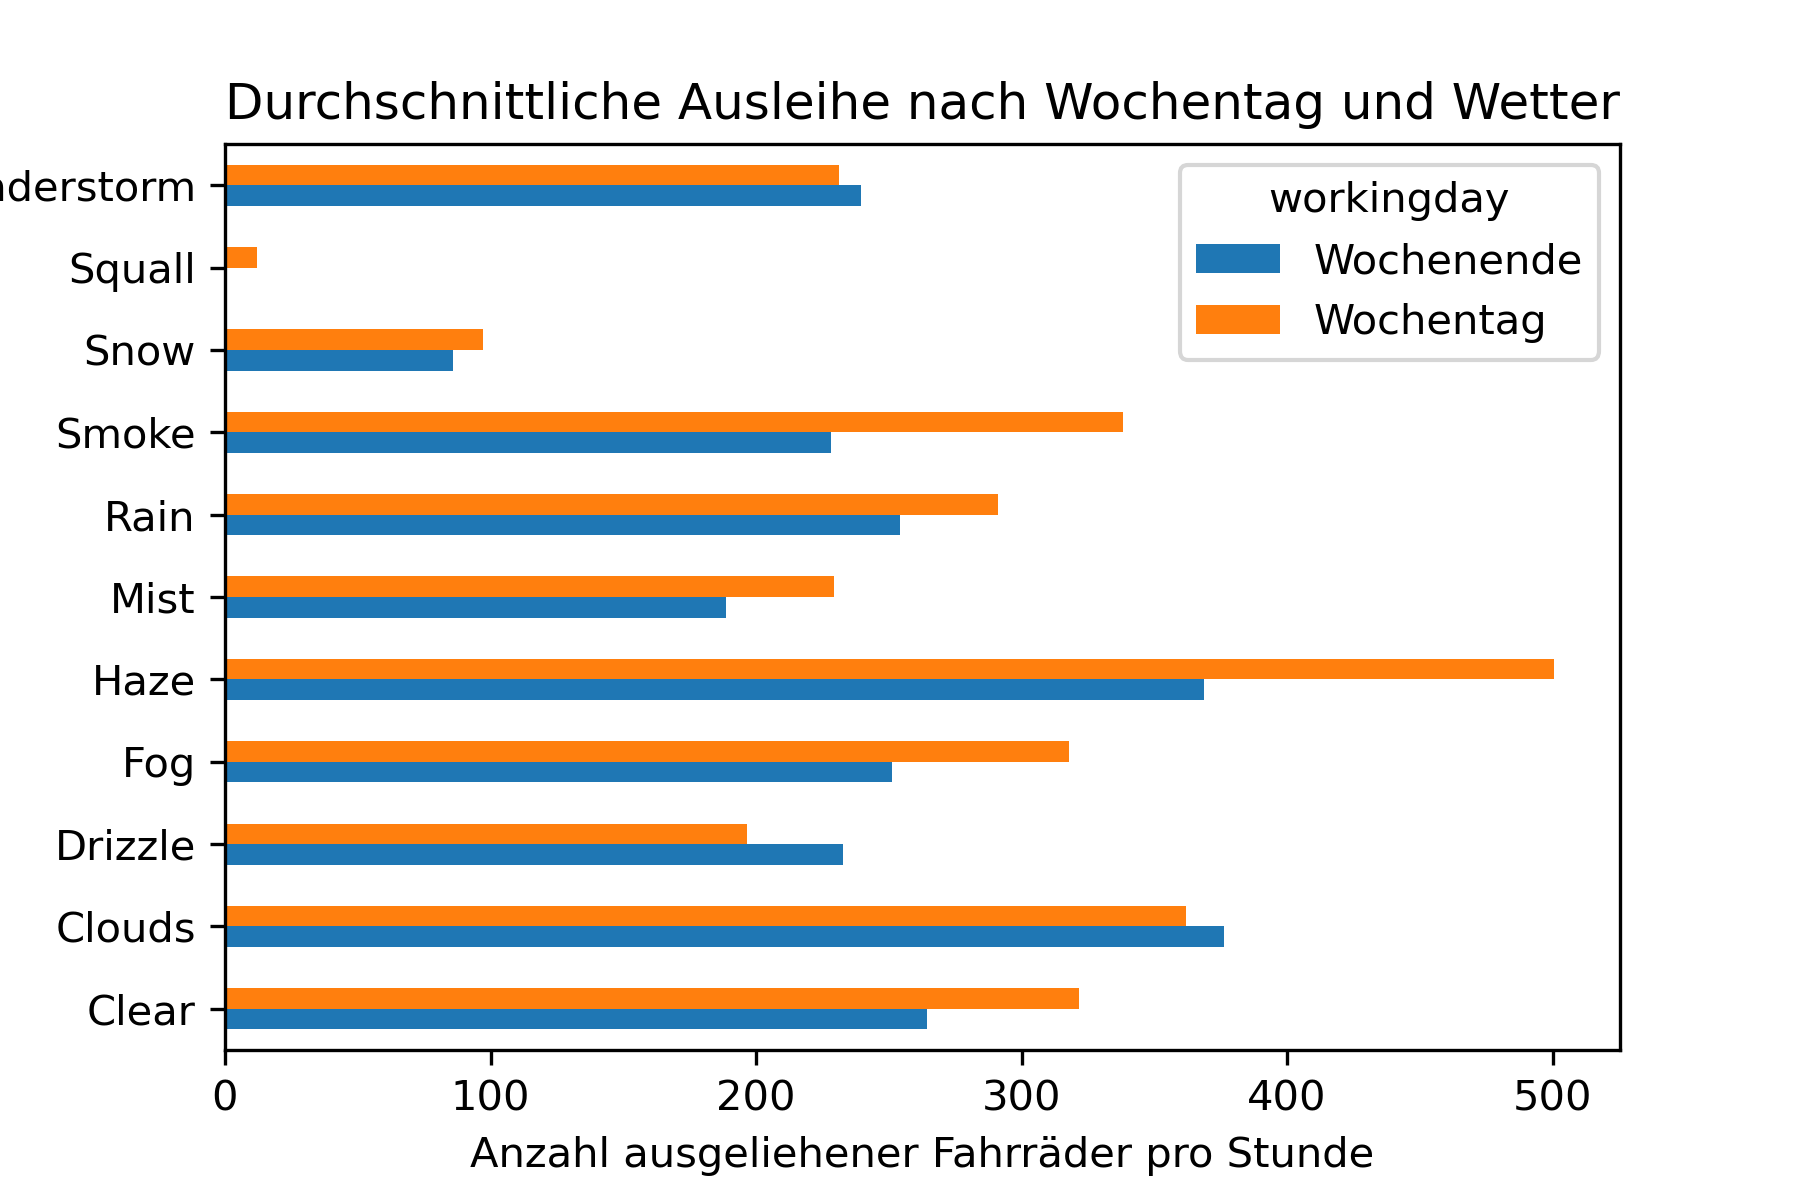 Durchschnittliche Ausleihe nach Wochentag und Wetter
workingday
Wochenende
Wochentag
nderstorm
Squall
Snow
Smoke
Rain
Mist
Haze
Fog
Drizzle
Clouds
Clear
0 100 200 300 400 500
Anzahl ausgeliehener Fahrräder pro Stunde